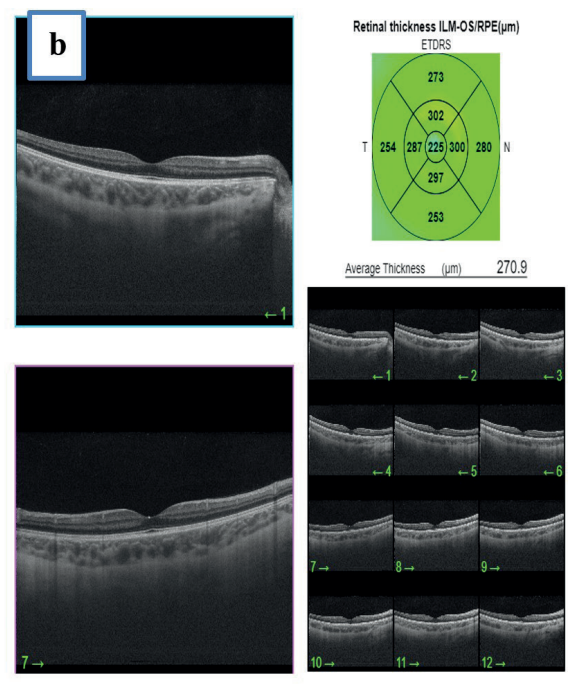 b
← 1
7 →
Retinal thickness ILM-OS/RPE(µm)
ETDRS
273
302
T 254 287 225 300 280 N
297
253
Average Thickness (µm) 270.9
← 1 ← 2 ← 3
← 4 ← 5 ← 6
7 → 8 → 9 →
10 → 11 → 12 →